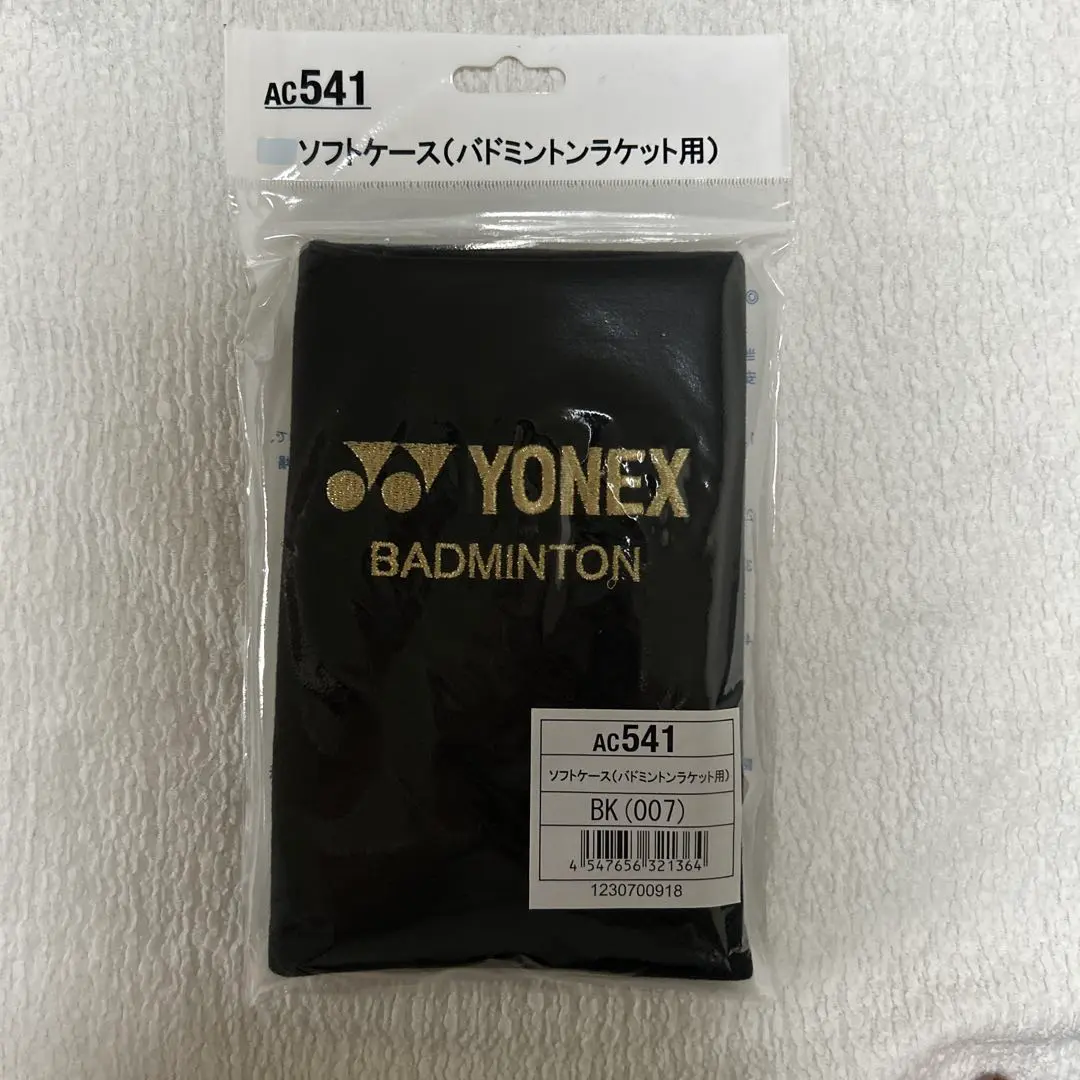 AC541
ソフトケース(バドミントンラケット用)
YONEX
BADMINTON
AC541
ソフトケース(バドミントンラケット用)
BK(007)
4 547656 321364
1230700918